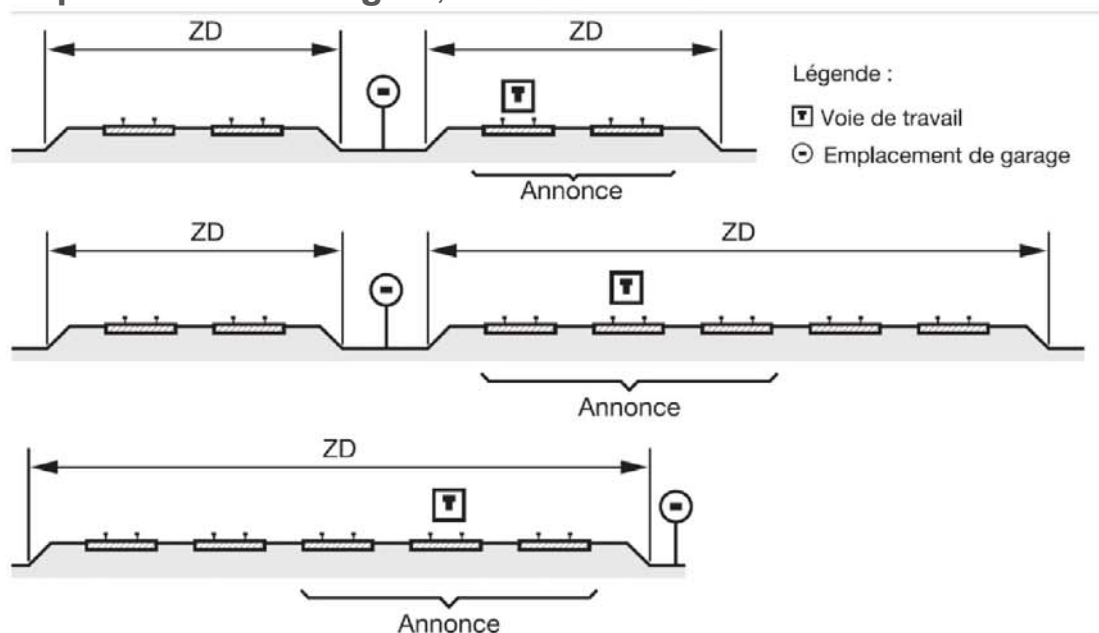 ZD
ZD
Légende :
T Voie de travail
Emplacement de garage
T
Annonce
ZD
ZD
T
Annonce
ZD
T
Annonce